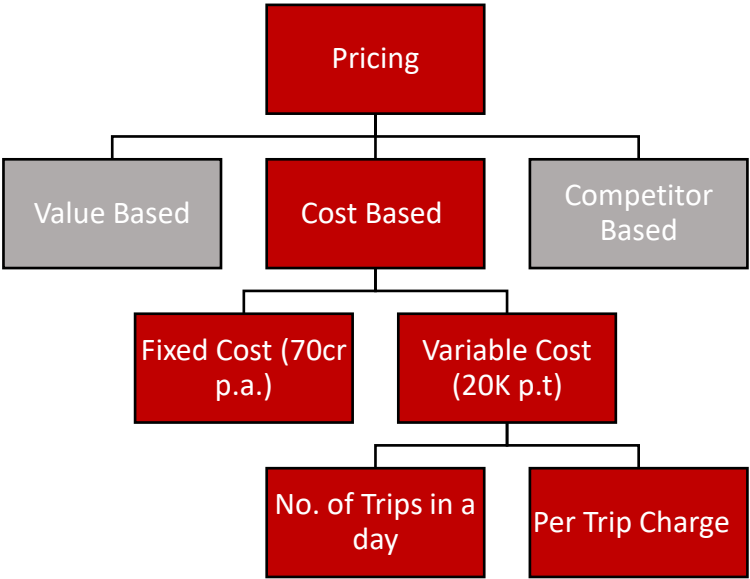 Pricing
Value Based
Cost Based
Competitor
Based
Fixed Cost (70cr
p.a.)
Variable Cost
(20K p.t)
No. of Trips in a
day
Per Trip Charge